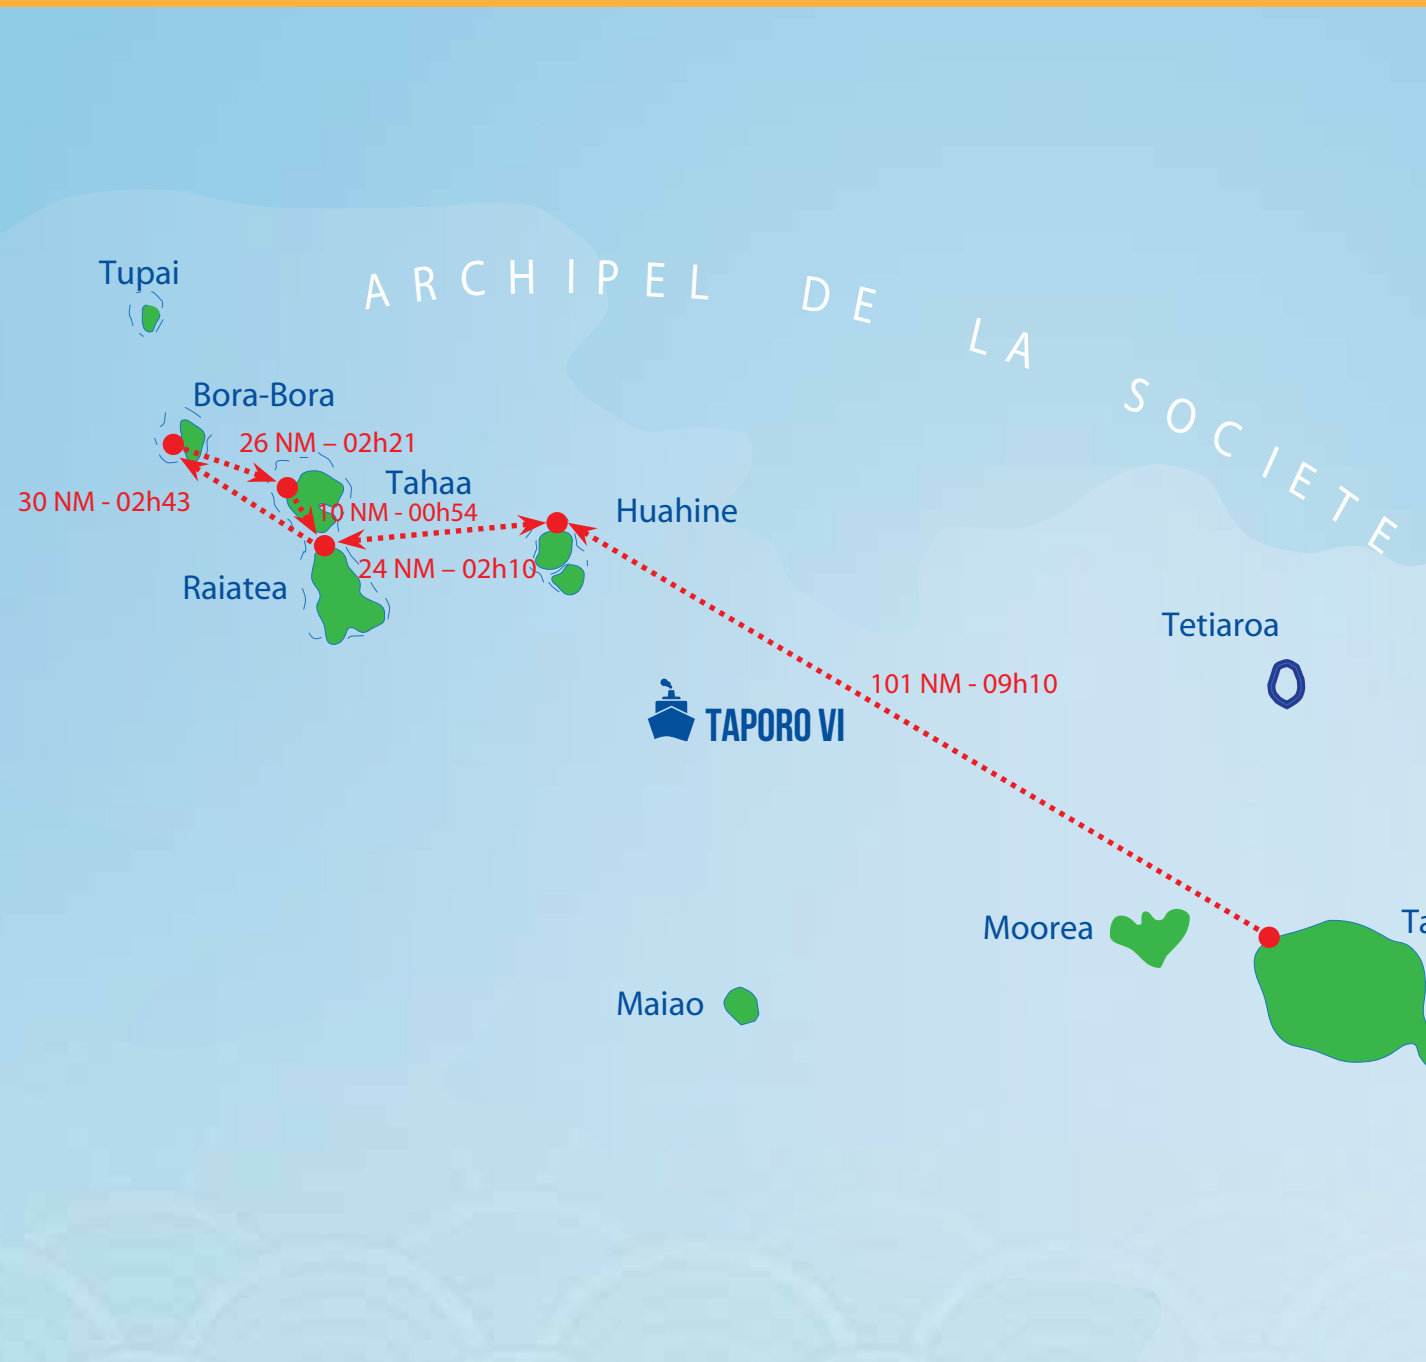 Tupai
ARCHIPEL DE LA SOCIETE
Bora-Bora
26 NM – 02h21
30 NM - 02h43
Tahaa
10 NM - 00h54
Huahine
24 NM – 02h10
Raiatea
Tetiaroa
101 NM - 09h10
TAPORO VI
Moorea
Ta
Maiao